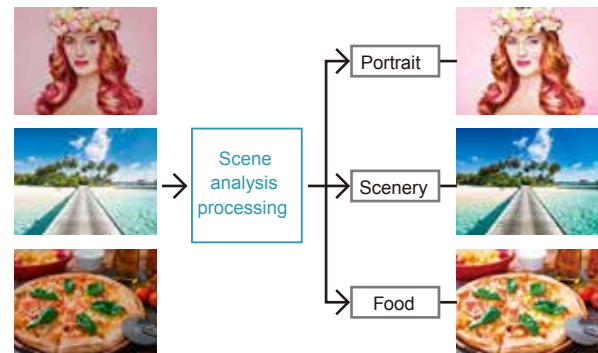 Scene
analysis
processing
Portrait
Scenery
Food